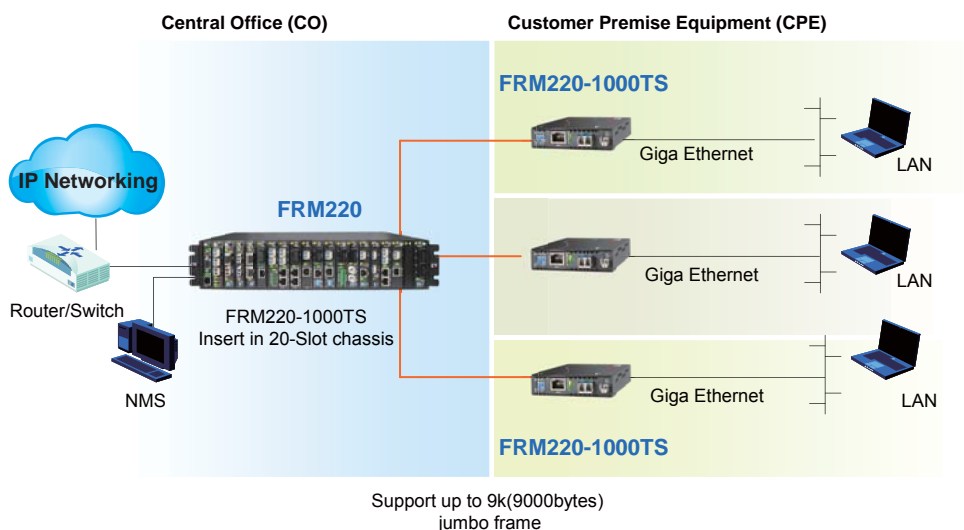 Central Office (CO)
Customer Premise Equipment (CPE)
FRM220-1000TS
Giga Ethernet
LAN
IP Networking
FRM220
Giga Ethernet
LAN
Router/Switch
FRM220-1000TS
Insert in 20-Slot chassis
NMS
Giga Ethernet
LAN
FRM220-1000TS
Support up to 9k(9000bytes)
jumbo frame